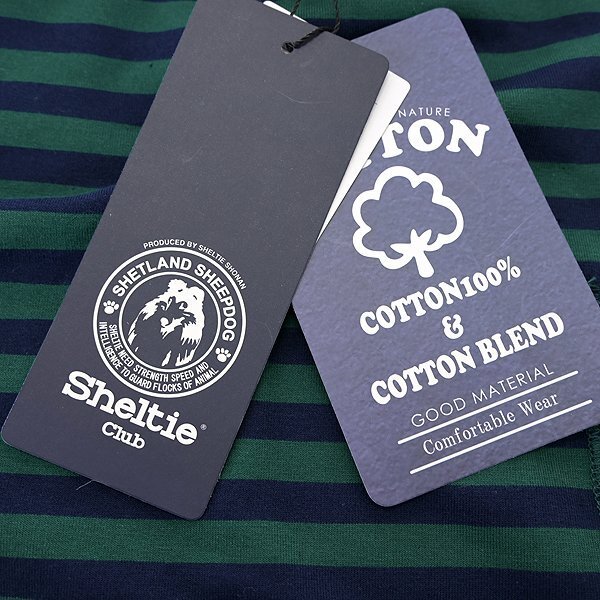 PRODUCED BY SHELTIE SHONAN
SHETLAND SHEEPDOG
SHELTIE NEED STRENGTH SPEED AND
INTELLIGENCE TO GUARD FLOCKS OF ANIMAL
Sheltie®
Club
NATURE
TTON
COTTON100%
&
COTTON BLEND
GOOD MATERIAL
Comfortable Wear